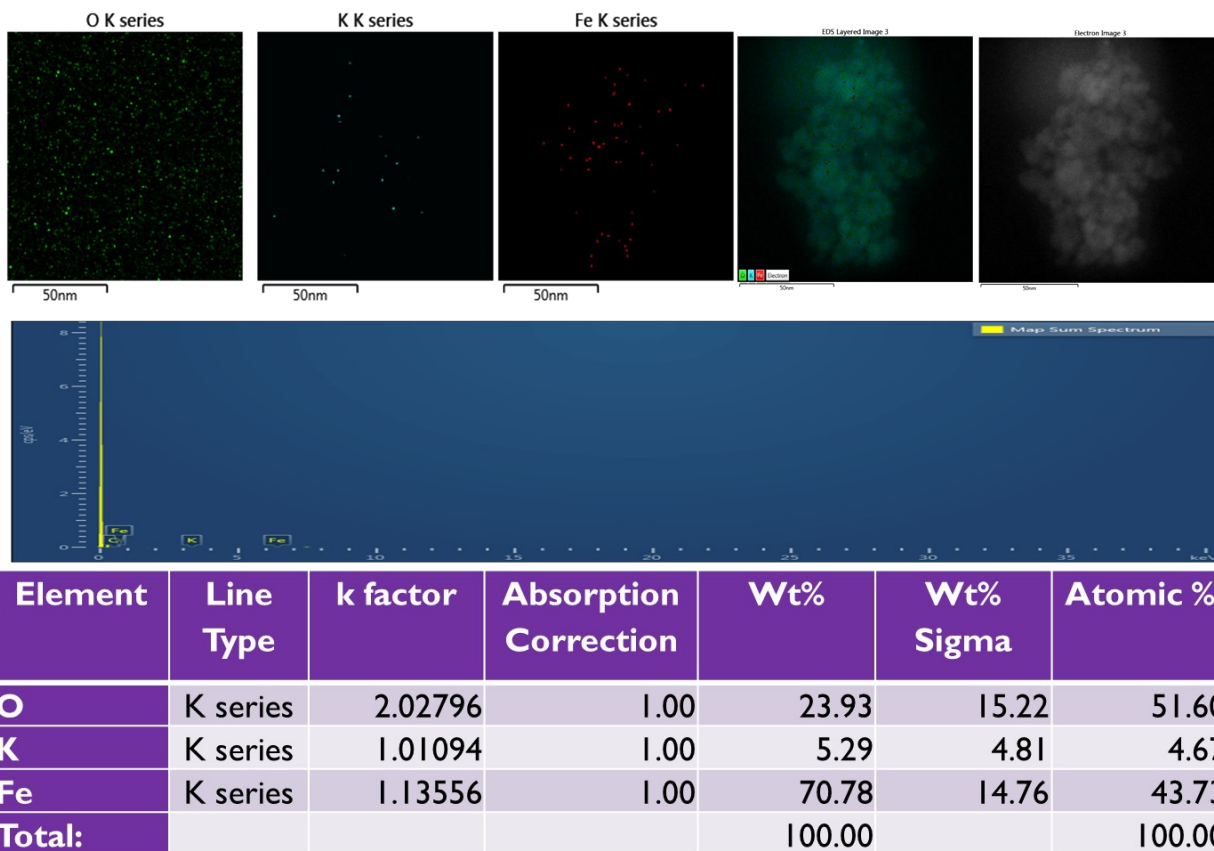 O K series
K K series
Fe K series
EDS Layered Image 3
Electron Image 3
50nm
50nm
50nm
50nm
50nm
O K Fe Electron
Map Sum Spectrum
cps/eV
8
6
4
2
0
Fe
K
Fe
0 5 10 15 20 25 30 35 keV
Element Line Type k factor Absorption Correction Wt% Wt% Sigma Atomic %
O K series 2.02796 1.00 23.93 15.22 51.60
K K series 1.01094 1.00 5.29 4.81 4.67
Fe K series 1.13556 1.00 70.78 14.76 43.73
Total: 100.00 100.00